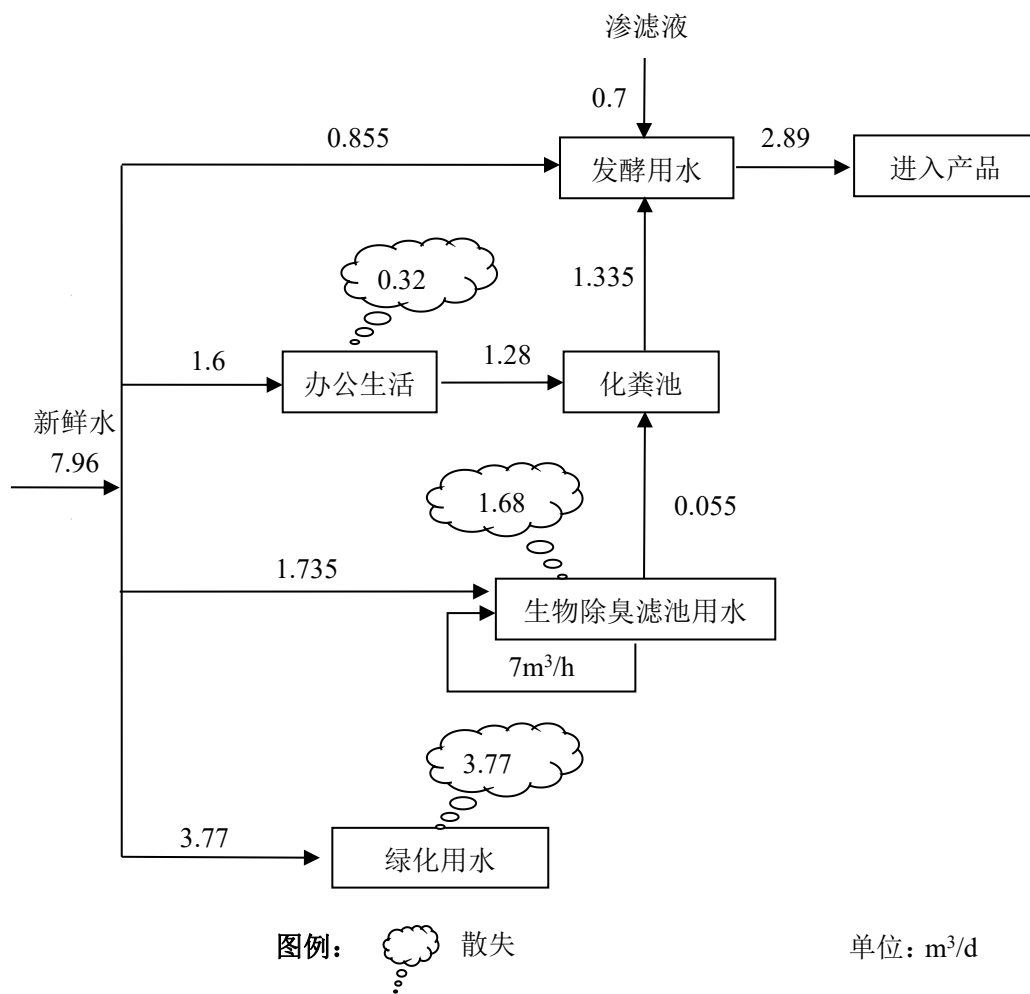 渗滤液
0.7
0.855
发酵用水
2.89
进入产品
0.32
1.335
1.6
办公生活
1.28
化粪池
新鲜水
7.96
1.68
0.055
1.735
生物除臭滤池用水
7m³/h
3.77
3.77
绿化用水
图例： 散失 单位：m³/d